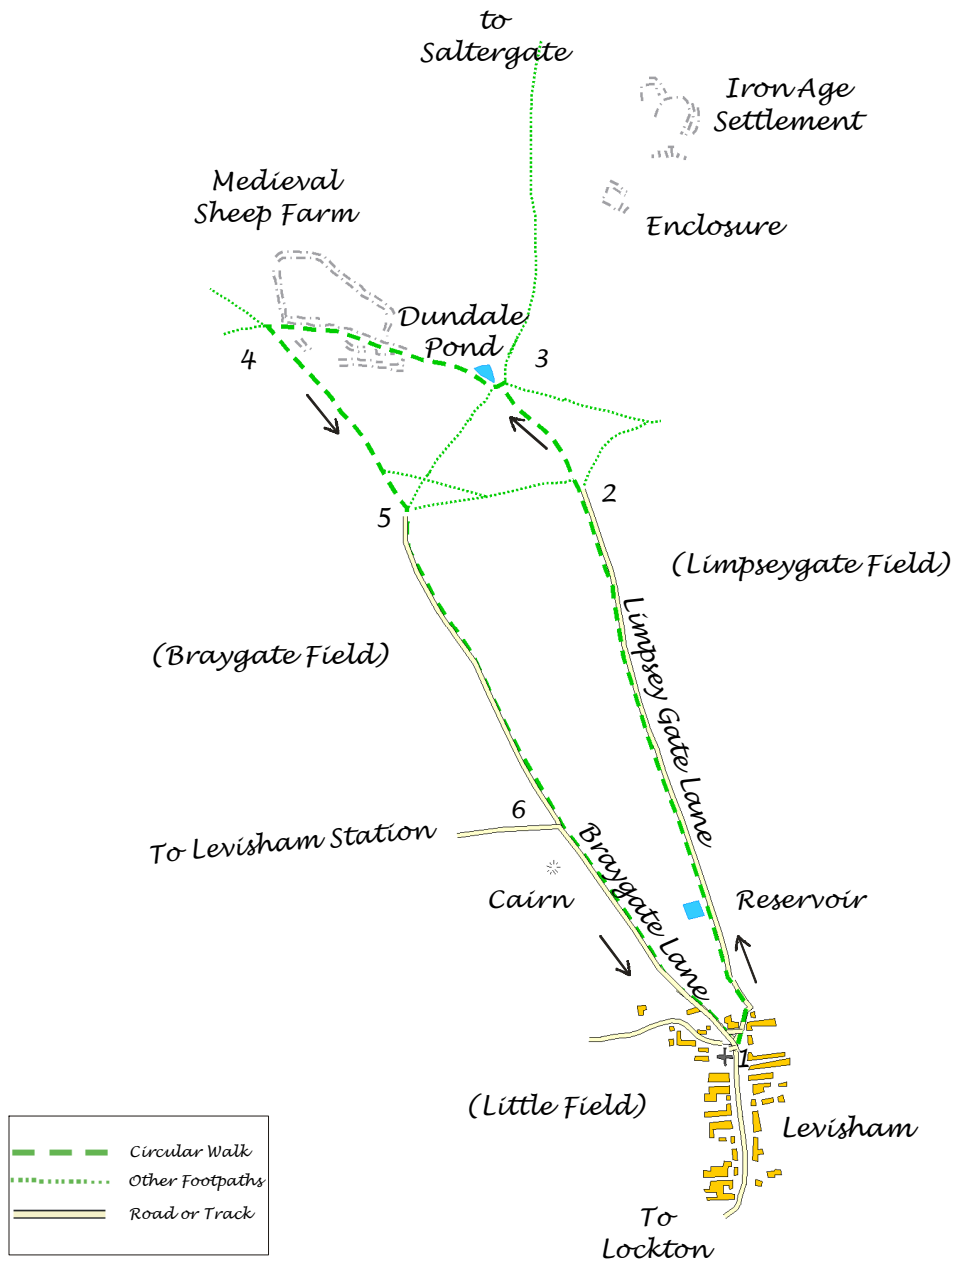 to
Saltergate
Iron Age
Settlement
Medieval
Sheep Farm
Enclosure
Dundale
Pond
3
4
2
5
(Limpseygate Field)
Limpsey Gate Lane
(Braygate Field)
6
To Levisham Station
Braygate Lane
Cairn
Reservoir
1
(Little Field)
Levisham
Circular Walk
Other Footpaths
Road or Track
To
Lockton